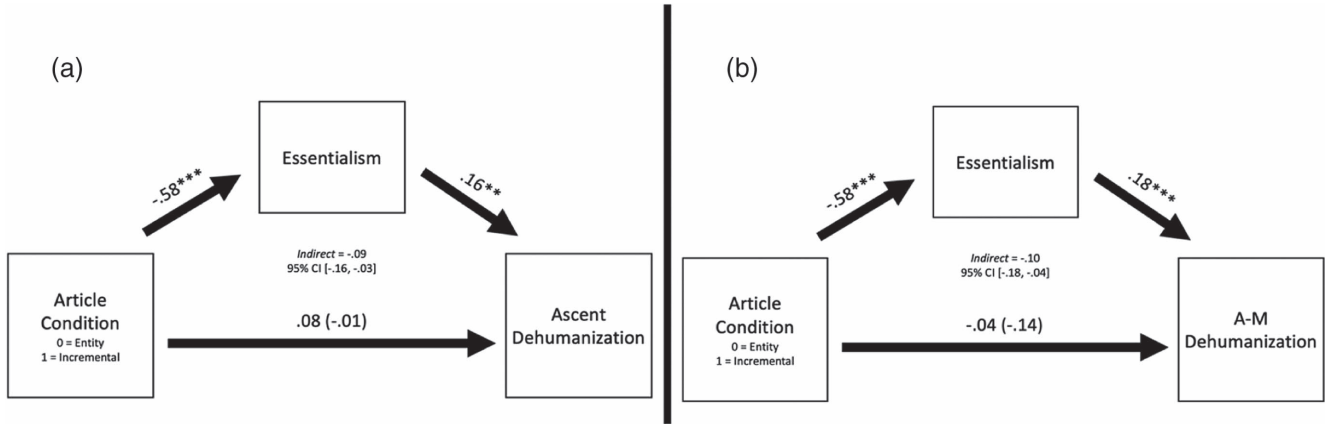 (a)
Essentialism
-.58***
.16**
Indirect = -.09
95% CI [-.16, -.03]
Article
Condition
0 = Entity
1 = Incremental
.08 (-.01)
Ascent
Dehumanization
(b)
Essentialism
-.58***
.18***
Indirect = -.10
95% CI [-.18, -.04]
Article
Condition
0 = Entity
1 = Incremental
-.04 (-.14)
A-M
Dehumanization